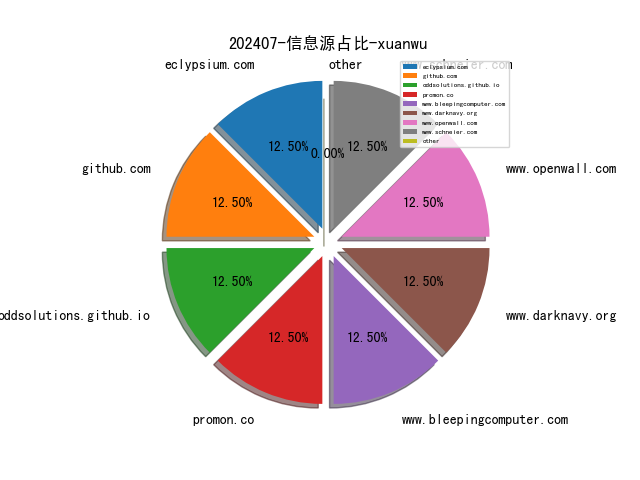 202407-信息源占比-xuanwu
eclypsium.com
other
www.schneier.com
github.com
www.openwall.com
oddsolutions.github.io
www.darknavy.org
promon.co
www.bleepingcomputer.com
12.50%
0.00%
12.50%
12.50%
12.50%
12.50%
12.50%
12.50%
12.50%
eclypsium.com
github.com
oddsolutions.github.io
promon.co
www.bleepingcomputer.com
www.darknavy.org
www.openwall.com
www.schneier.com
other